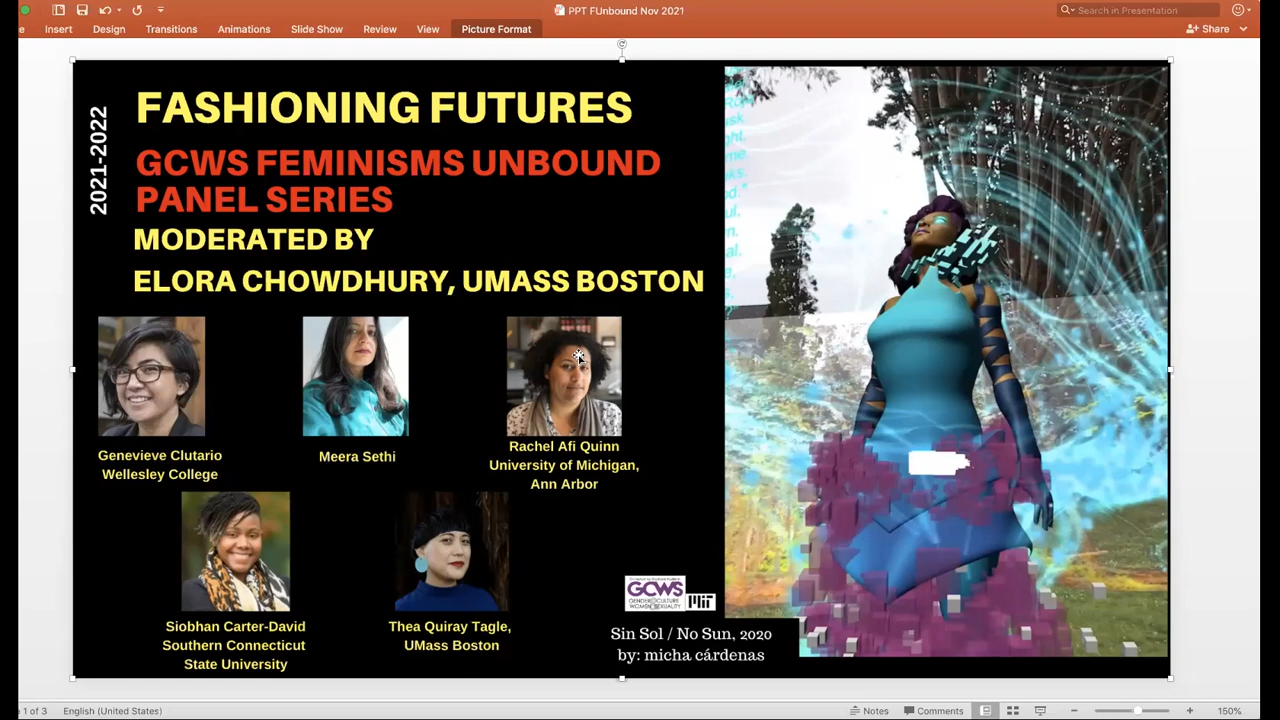 PPT FUnbound Nov 2021
Search in Presentation
Insert Design Transitions Animations Slide Show Review View Picture Format
Share
2021-2022
FASHIONING FUTURES
GCWS FEMINISMS UNBOUND
PANEL SERIES
MODERATED BY
ELORA CHOWDHURY, UMASS BOSTON
Genevieve Clutario
Wellesley College
Meera Sethi
Rachel Afi Quinn
University of Michigan,
Ann Arbor
Siobhan Carter-David
Southern Connecticut
State University
Thea Quiray Tagle,
UMass Boston
GCWS
MIT
Sin Sol / No Sun, 2020
by: micha cárdenas
1 of 3
English (United States)
Notes
Comments
150%